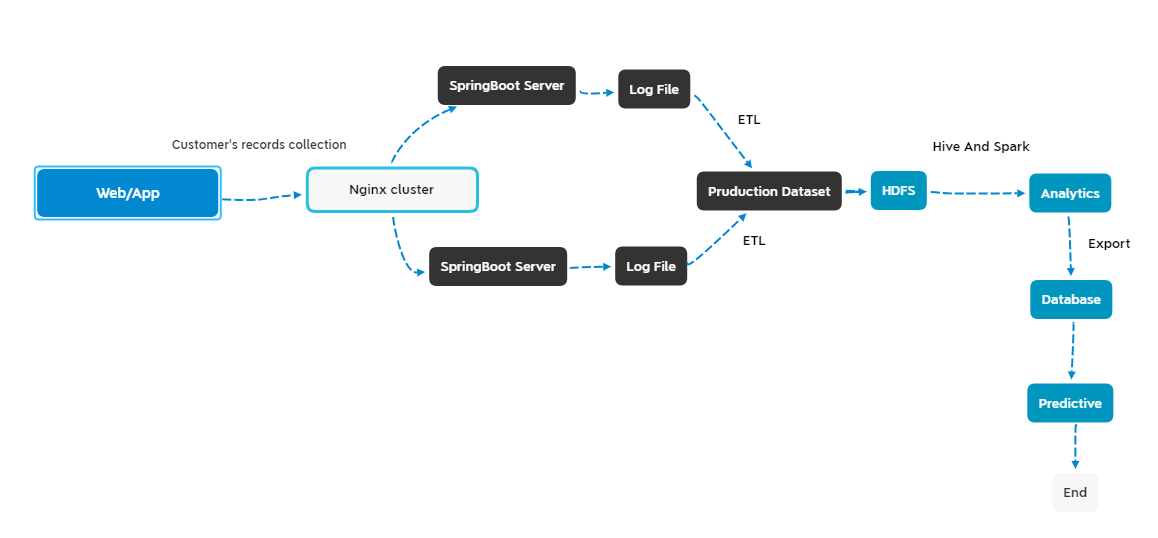 SpringBoot Server
Log File
ETL
Customer's records collection
Hive And Spark
Web/App
Nginx cluster
Pruduction Dataset
HDFS
Analytics
ETL
Export
SpringBoot Server
Log File
Database
Predictive
End